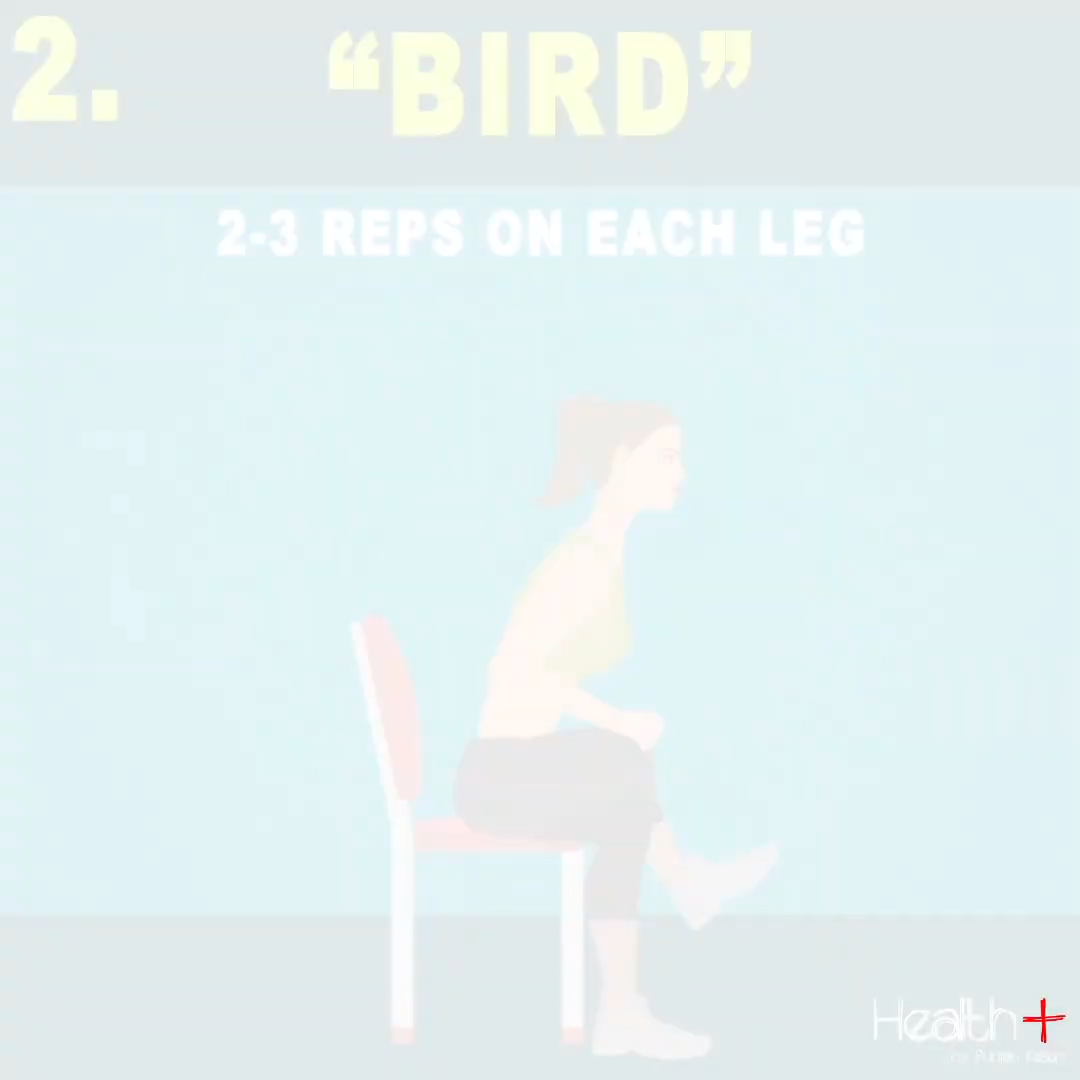 2. “BIRD”
2-3 REPS ON EACH LEG
Health+